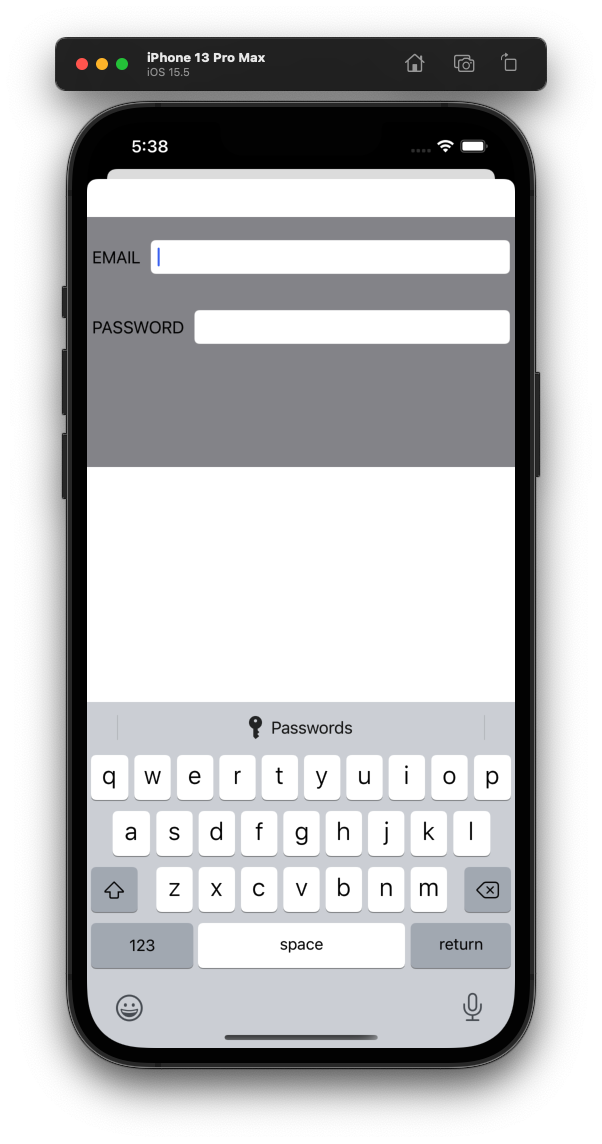 iPhone 13 Pro Max
iOS 15.5
5:38
EMAIL
PASSWORD
Passwords
q w e r t y u i o p
a s d f g h j k l
z x c v b n m
123 space return